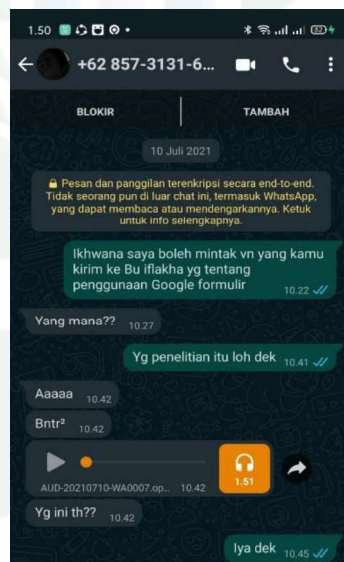 1.50
+62 857-3131-6...
BLOKIR TAMBAH
10 Juli 2021
Pesan dan panggilan terenkripsi secara end-to-end.
Tidak seorang pun di luar chat ini, termasuk WhatsApp,
yang dapat membaca atau mendengarkannya. Ketuk
untuk info selengkapnya.
Ikhwana saya boleh mintak vn yang kamu
kirim ke Bu iflakha yg tentang
penggunaan Google formulir
10.22
Yang mana?? 10.27
Yg penelitian itu loh dek 10.41
Aaaaa 10.42
Bntr² 10.42
1.51
AUD-20210710-WA0007.op... 10.42
Yg ini th?? 10.42
Iya dek 10.45